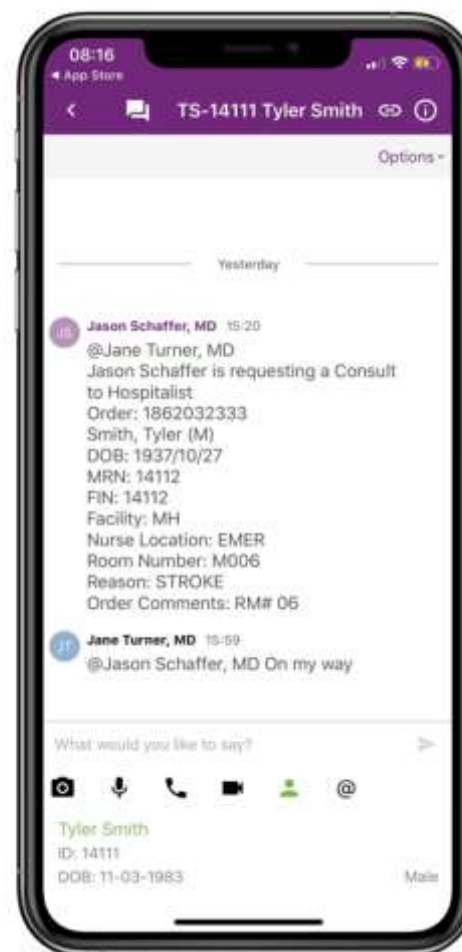 08:16
App Store
TS-14111 Tyler Smith
Options
Yesterday
JS
Jason Schaffer, MD 15:20
@Jane Turner, MD
Jason Schaffer is requesting a Consult
to Hospitalist
Order: 1862032333
Smith, Tyler (M)
DOB: 1937/10/27
MRN: 14112
FIN: 14112
Facility: MH
Nurse Location: EMER
Room Number: M006
Reason: STROKE
Order Comments: RM# 06
JT
Jane Turner, MD 15:59
@Jason Schaffer, MD On my way
What would you like to say?
@
Tyler Smith
ID: 14111
DOB: 11-03-1983 Male